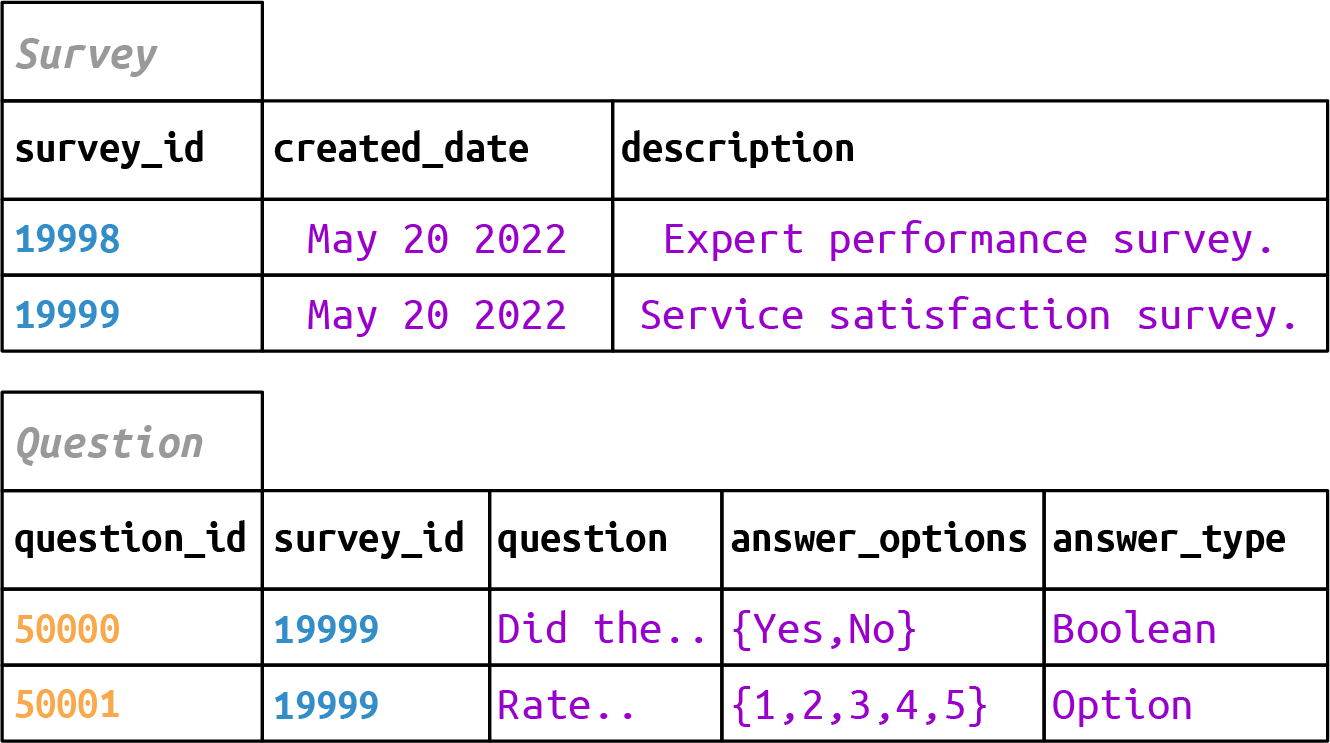 Survey
survey_id created_date description
19998 May 20 2022 Expert performance survey.
19999 May 20 2022 Service satisfaction survey.
Question
question_id survey_id question answer_options answer_type
50000 19999 Did the.. {Yes,No} Boolean
50001 19999 Rate.. {1,2,3,4,5} Option